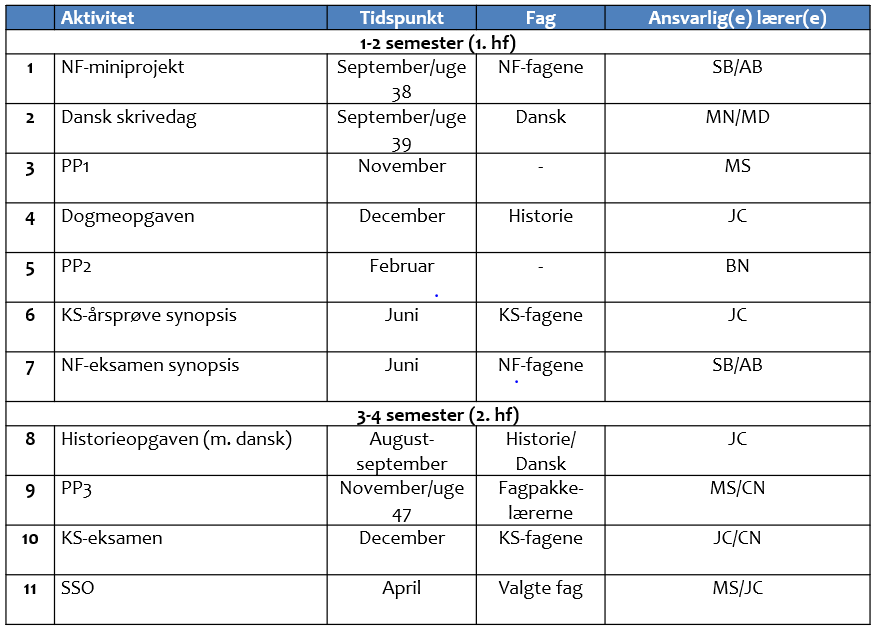 Aktivitet Tidspunkt Fag Ansvarlig(e) lærer(e)
1-2 semester (1. hf)
1 NF-miniprojekt September/uge 38 NF-fagene SB/AB
2 Dansk skrivedag September/uge 39 Dansk MN/MD
3 PP1 November - MS
4 Dogmeopgaven December Historie JC
5 PP2 Februar - BN
6 KS-årsprøve synopsis Juni KS-fagene JC
7 NF-eksamen synopsis Juni NF-fagene SB/AB
3-4 semester (2. hf)
8 Historieopgaven (m. dansk) August-september Historie/Dansk JC
9 PP3 November/uge 47 Fagpakke-lærerne MS/CN
10 KS-eksamen December KS-fagene JC/CN
11 SSO April Valgte fag MS/JC